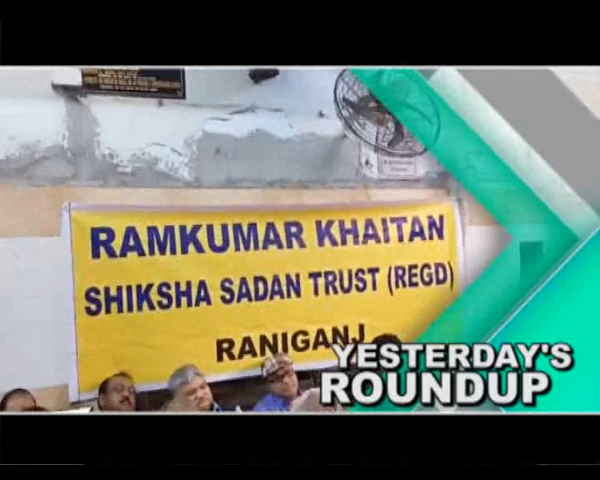 RAMKUMAR KHAITAN
SHIKSHA SADAN TRUST (REGD)
RANIGANJ
YESTERDAY'S
ROUNDUP